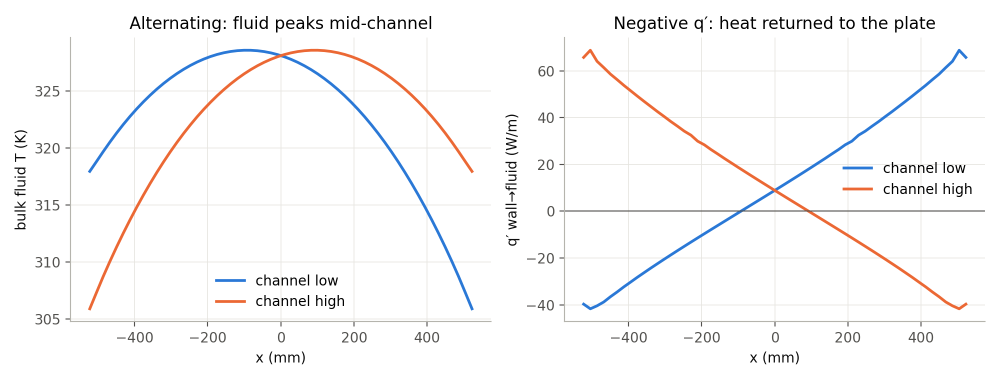 Alternating: fluid peaks mid-channel
bulk fluid T (K)
325
320
315
310
305
channel low
channel high
−400
−200
0
200
400
x (mm)
Negative q′: heat returned to the plate
q′ wall→fluid (W/m)
60
40
20
0
−20
−40
channel low
channel high
−400
−200
0
200
400
x (mm)